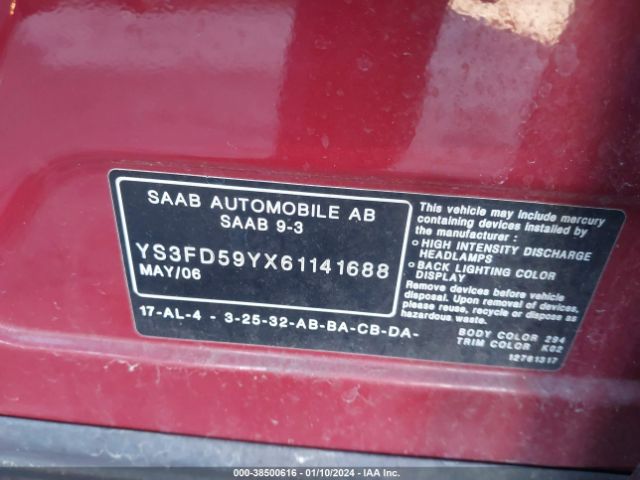 SAAB AUTOMOBILE AB
SAAB 9-3
YS3FD59YX61141688
MAY/06
17-AL-4 - 3-25-32-AB-BA-CB-DA-
This vehicle may include mercury
containing devices installed by
the manufacturer :
o HIGH INTENSITY DISCHARGE
HEADLAMPS
o BACK LIGHTING COLOR
DISPLAY
Remove devices before vehicle
disposal. Upon removal of devices,
please reuse, recycle or dispose as
hazardous waste.
BODY COLOR 294
TRIM COLOR K02
12761317
000-38500616 - 01/10/2024 - IAA Inc.